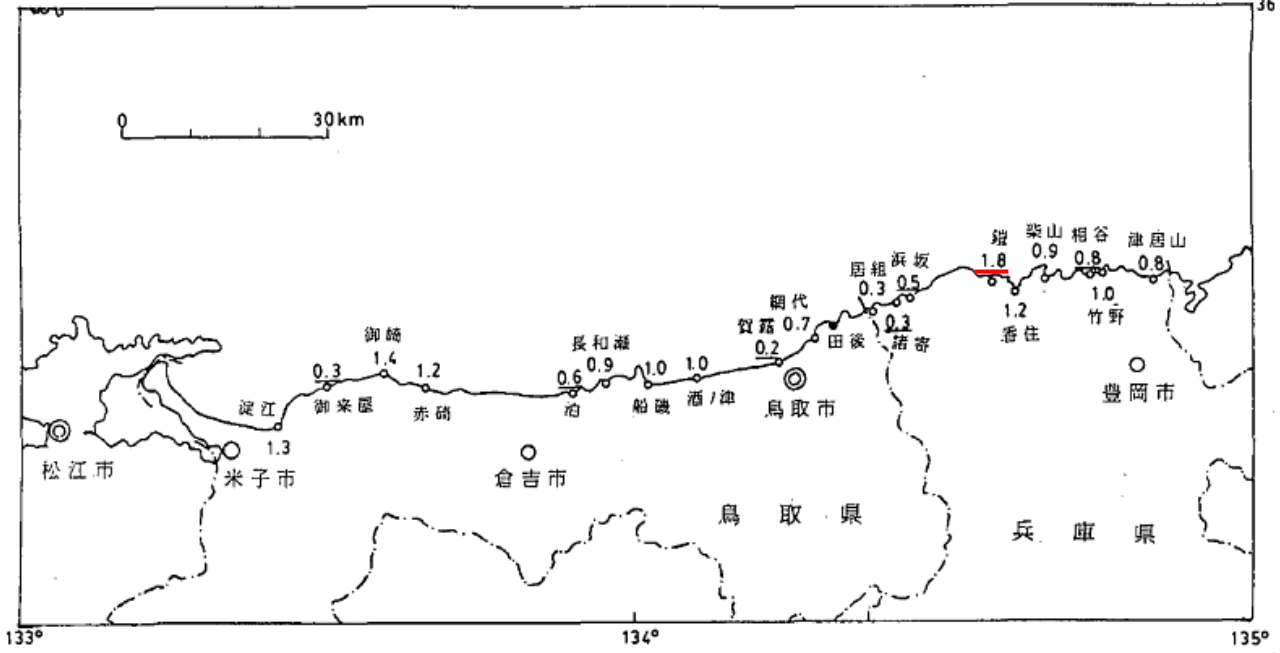 36
0 30km
鎧
1.8
柴山
0.9
相谷
0.8
津居山
0.8
浜坂
0.5
居組
0.3
網代
0.7
賀露
0.2
田後
0.3
諸寄
1.2
香住
1.0
竹野
御崎
1.4
長和瀬
0.9
1.0
船磯
1.0
酒ノ津
淀江
1.3
0.3
御来屋
1.2
赤碕
0.6
泊
鳥取市
豊岡市
松江市
米子市
倉吉市
鳥取県
兵庫県
133°
134°
135°